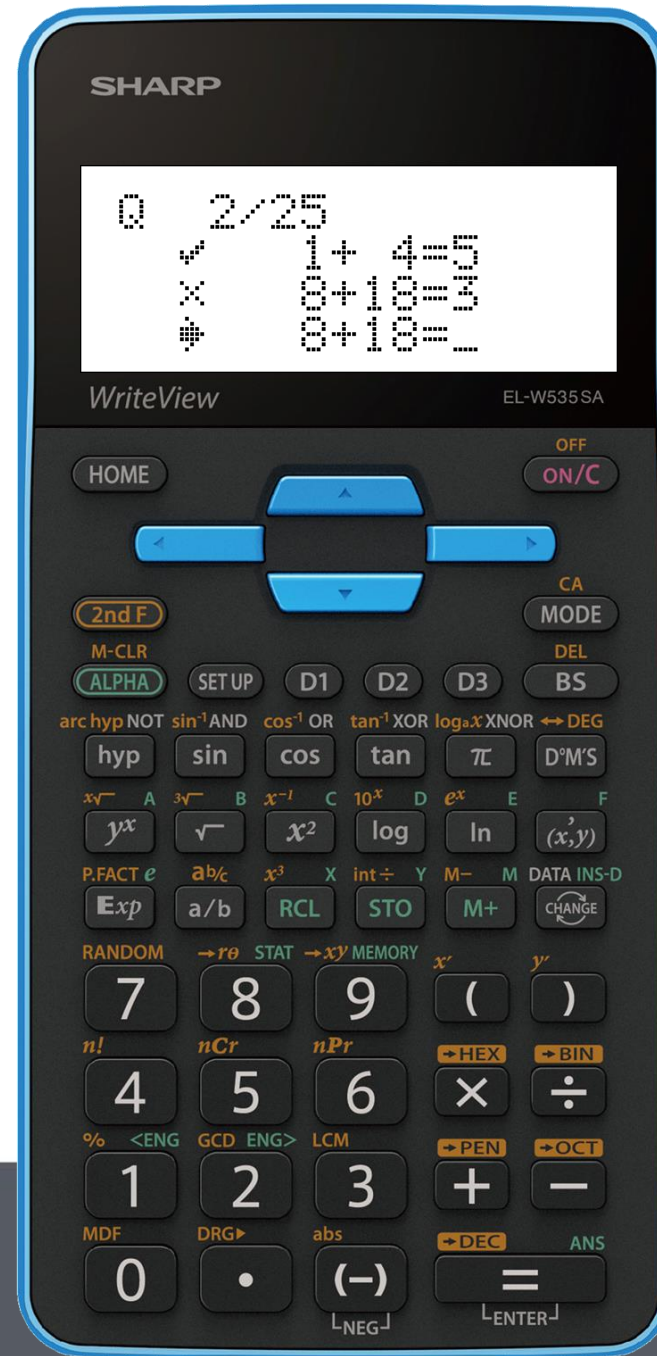 SHARP
Q 2/25
✓ 1+ 4=5
× 8+18=3
➧ 8+18=_
WriteView EL-W535SA
OFF
HOME ON/C
2nd F CA
MODE
M-CLR DEL
ALPHA SET UP D1 D2 D3 BS
arc hyp NOT sin⁻¹ AND cos⁻¹ OR tan⁻¹ XOR logₐx XNOR ↔DEG
hyp sin cos tan π D°M'S
ˣ√ A ³√ B x⁻¹ C 10ˣ D eˣ E F
yˣ √ x² log ln (x,y)
P.FACT e ab/c x³ X int÷ Y M− M DATA INS-D
Exp a/b RCL STO M+ CHANGE
RANDOM →rθ STAT →xy MEMORY x′ y′
7 8 9 ( )
n! nCr nPr →HEX →BIN
4 5 6 × ÷
% <ENG GCD ENG> LCM →PEN →OCT
1 2 3 + −
MDF DRG▶ abs →DEC ANS
0 • (−) =
NEG ENTER